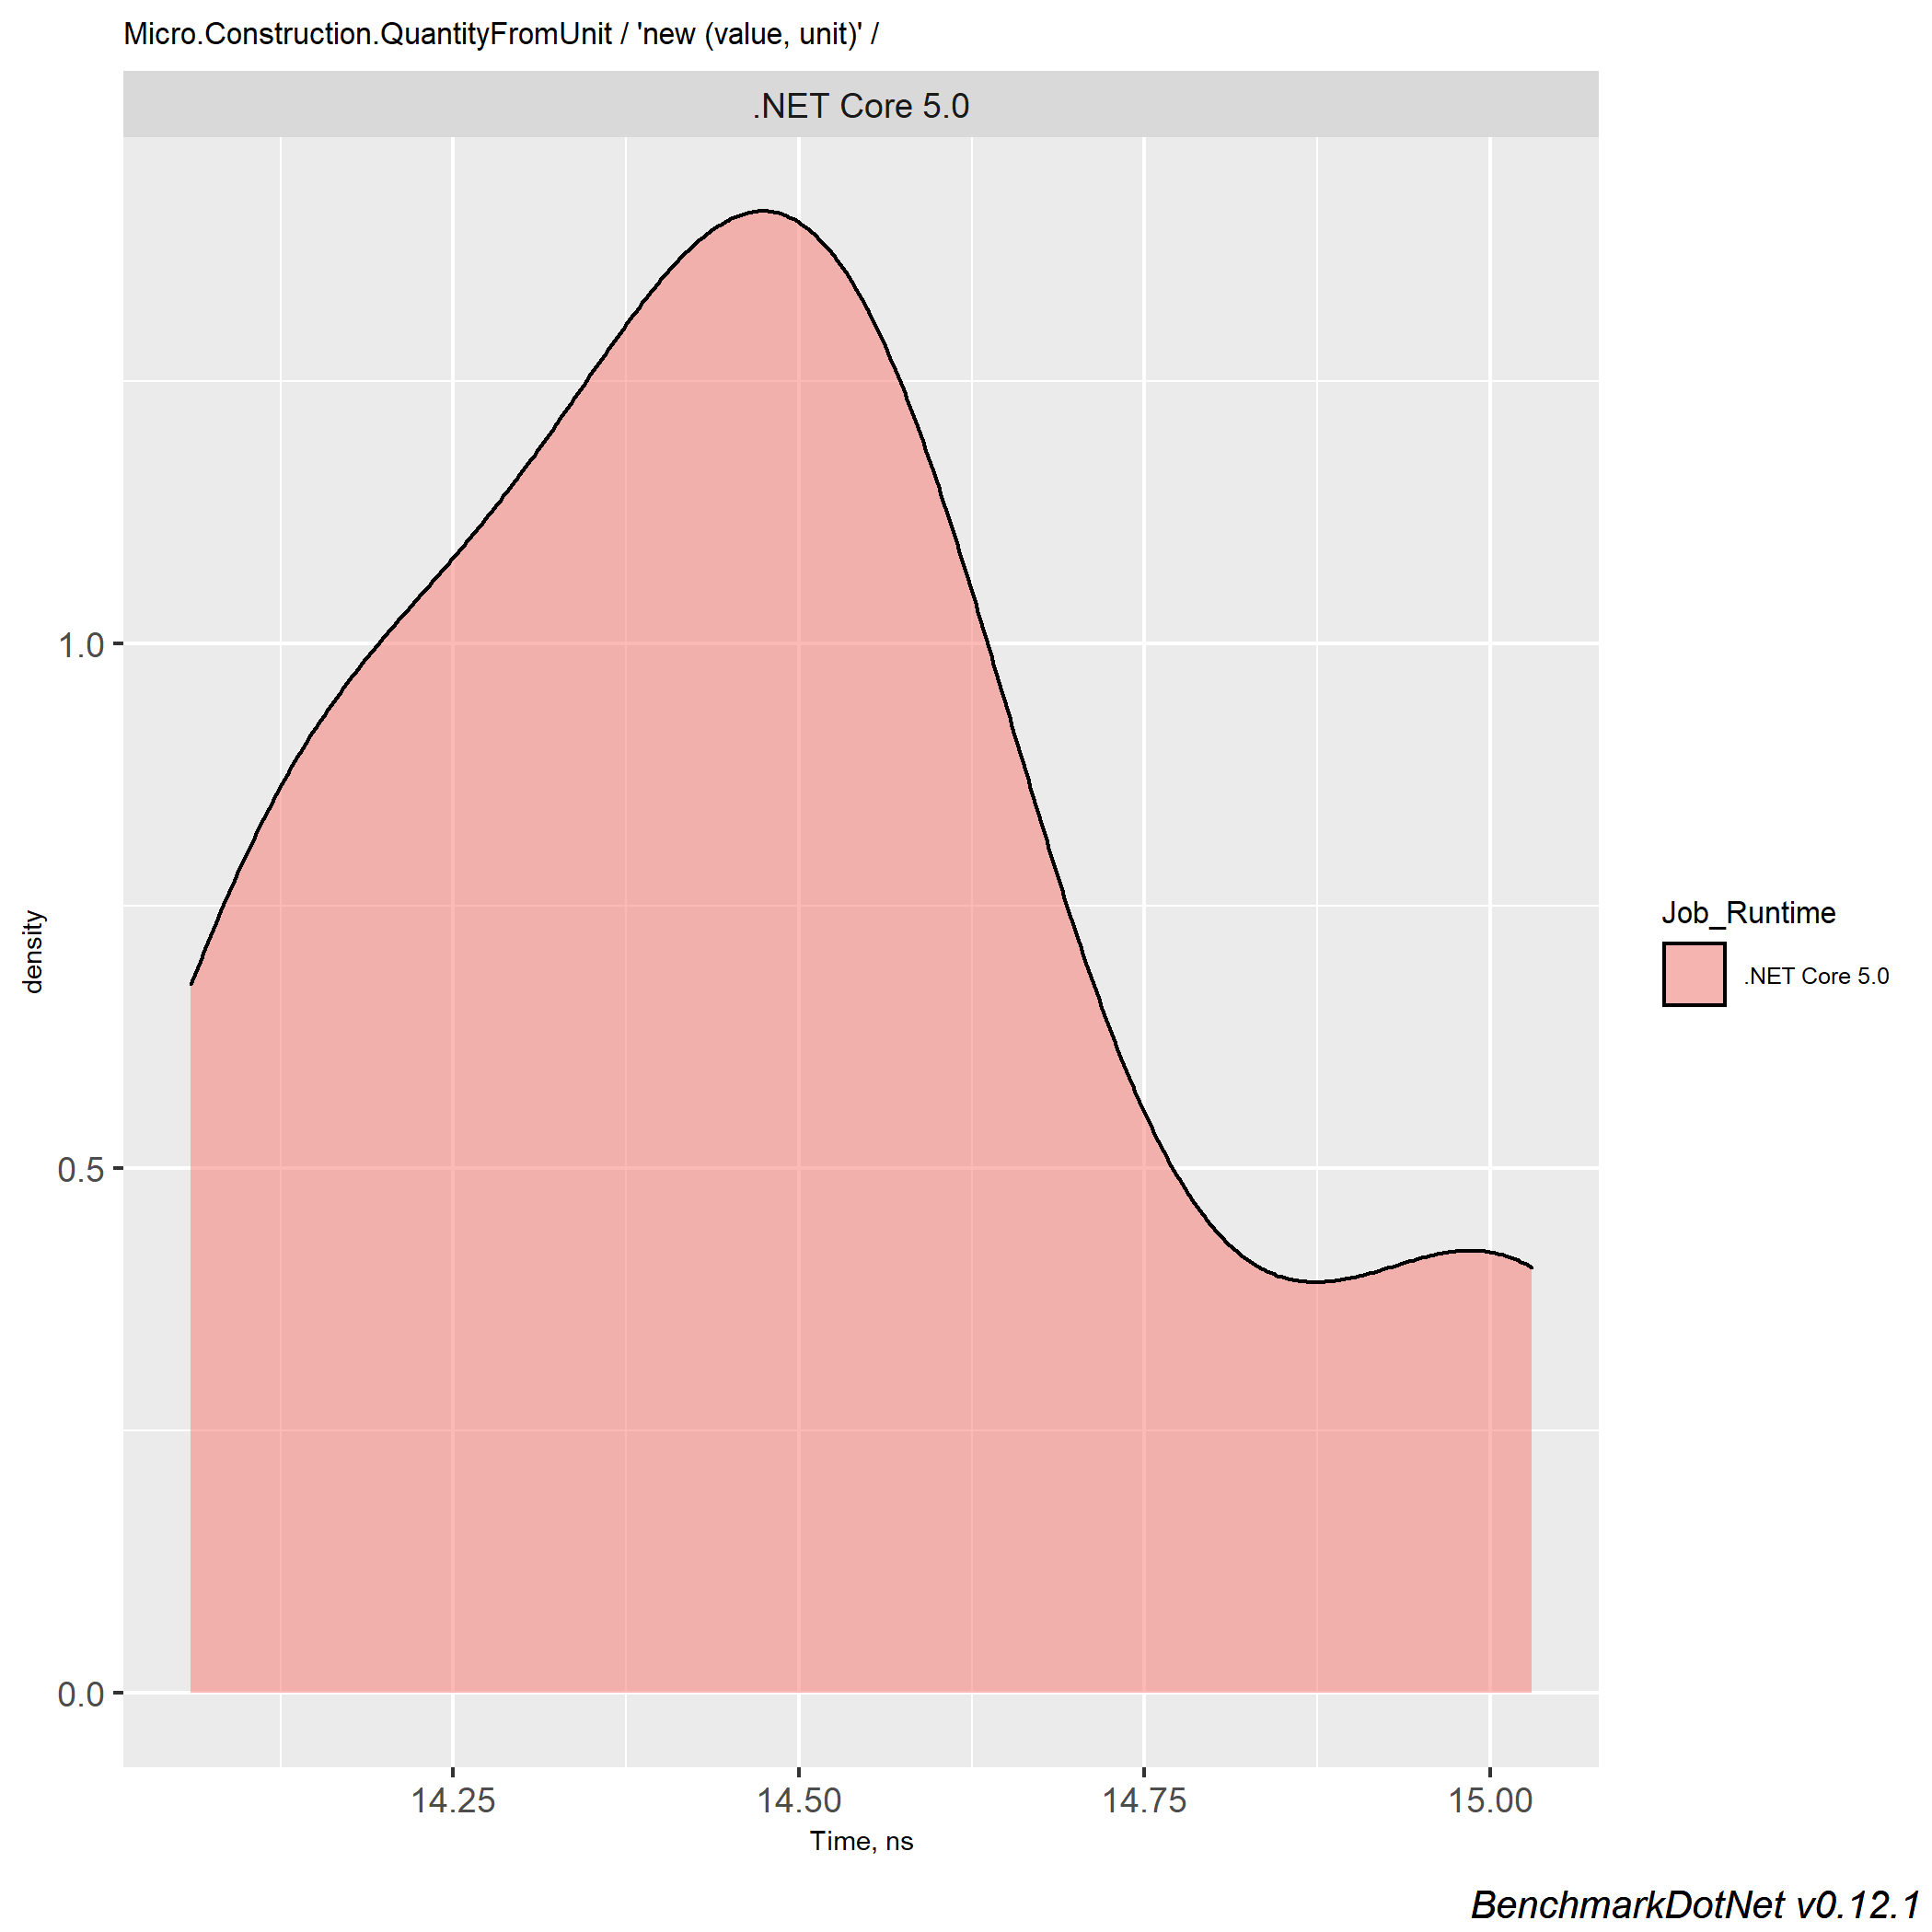 Micro.Construction.QuantityFromUnit / 'new (value, unit)' /
.NET Core 5.0
1.0
0.5
0.0
density
14.25 14.50 14.75 15.00
Time, ns
Job_Runtime
.NET Core 5.0
BenchmarkDotNet v0.12.1